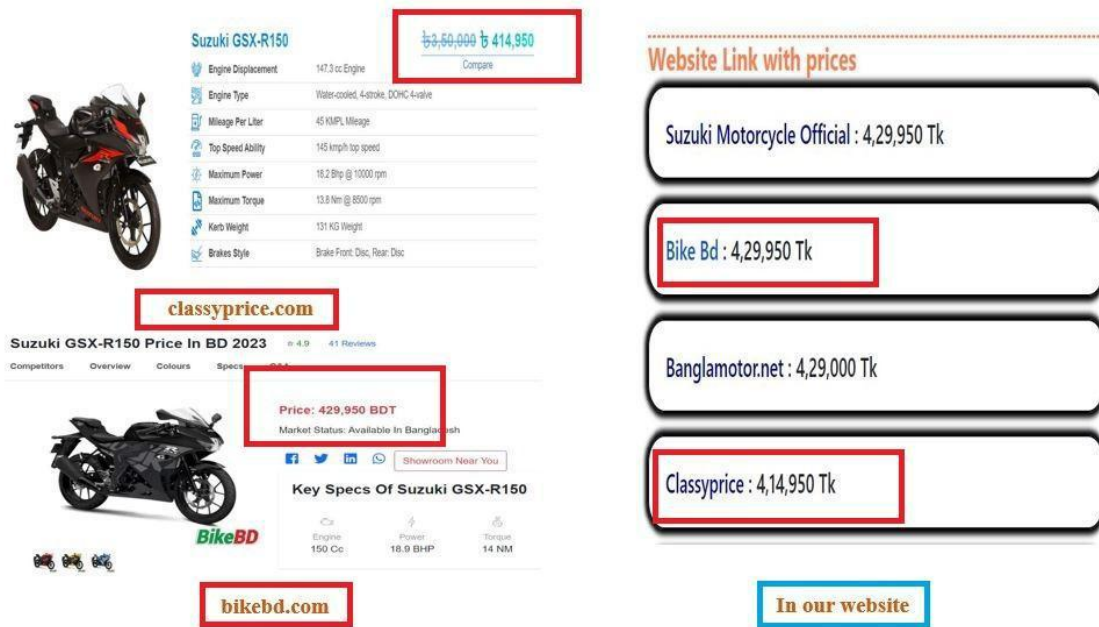 Suzuki GSX-R150
৳3,50,000 ৳ 414,950
Compare
Engine Displacement 147.3 cc Engine
Engine Type Water-cooled, 4-stroke, DOHC 4-valve
Mileage Per Liter 45 KMPL Mileage
Top Speed Ability 145 kmp/h top speed
Maximum Power 18.2 Bhp @ 10000 rpm
Maximum Torque 13.8 Nm @ 8500 rpm
Kerb Weight 131 KG Weight
Brakes Style Brake Front: Disc, Rear: Disc
classyprice.com
Suzuki GSX-R150 Price In BD 2023 4.9 41 Reviews
Competitors Overview Colours Specs
Price: 429,950 BDT
Market Status: Available In Bangladesh
Showroom Near You
Key Specs Of Suzuki GSX-R150
Engine Power Torque
150 Cc 18.9 BHP 14 NM
BikeBD
bikebd.com
Website Link with prices
Suzuki Motorcycle Official : 4,29,950 Tk
Bike Bd : 4,29,950 Tk
Banglamotor.net : 4,29,000 Tk
Classyprice : 4,14,950 Tk
In our website